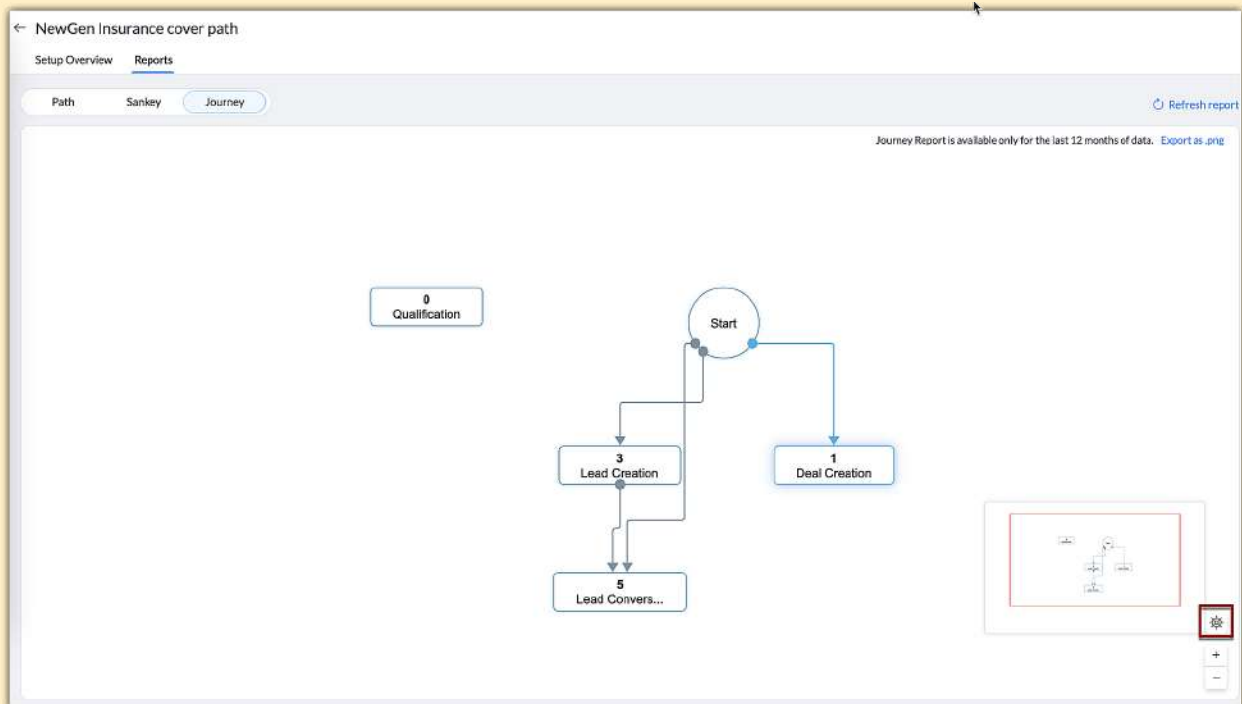 NewGen Insurance cover path
Setup Overview Reports
Path Sankey Journey
Refresh report
Journey Report is available only for the last 12 months of data. Export as .png
0
Qualification
Start
3
Lead Creation
1
Deal Creation
5
Lead Convers...
+
−